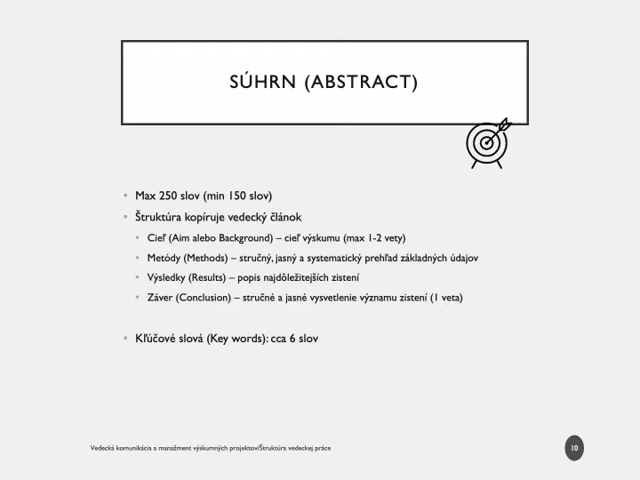 SÚHRN (ABSTRACT)
• Max 250 slov (min 150 slov)
• Štruktúra kopíruje vedecký článok
• Cieľ (Aim alebo Background) – cieľ výskumu (max 1-2 vety)
• Metódy (Methods) – stručný, jasný a systematický prehľad základných údajov
• Výsledky (Results) – popis najdôležitejších zistení
• Záver (Conclusion) – stručné a jasné vysvetlenie významu zistení (1 veta)
• Kľúčové slová (Key words): cca 6 slov
Vedecká komunikácia a manažment výskumných projektov/Štruktúra vedeckej práce
10